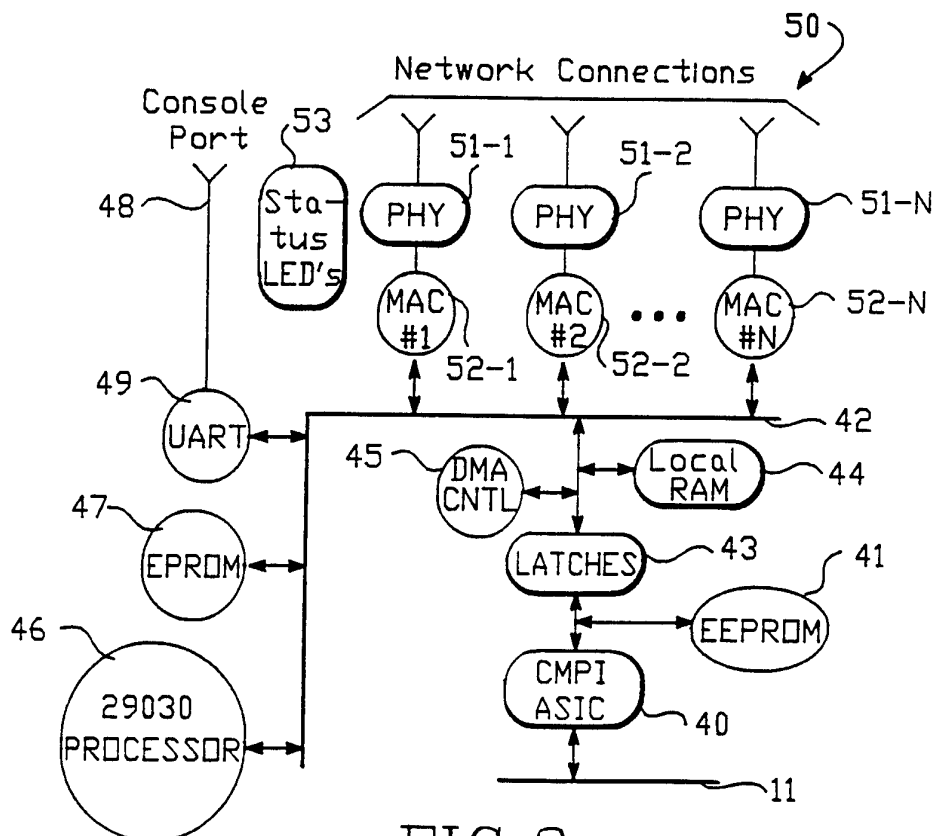 50
Network Connections
Console
Port
53
51-1
51-2
51-N
48
Sta-
tus
LED's
PHY
PHY
PHY
MAC
#1
MAC
#2
MAC
#N
52-1
52-2
52-N
49
UART
42
45
DMA
CNTL
Local
RAM
44
47
EPROM
LATCHES
43
41
EEPROM
46
29030
PROCESSOR
CMPI
ASIC
40
11